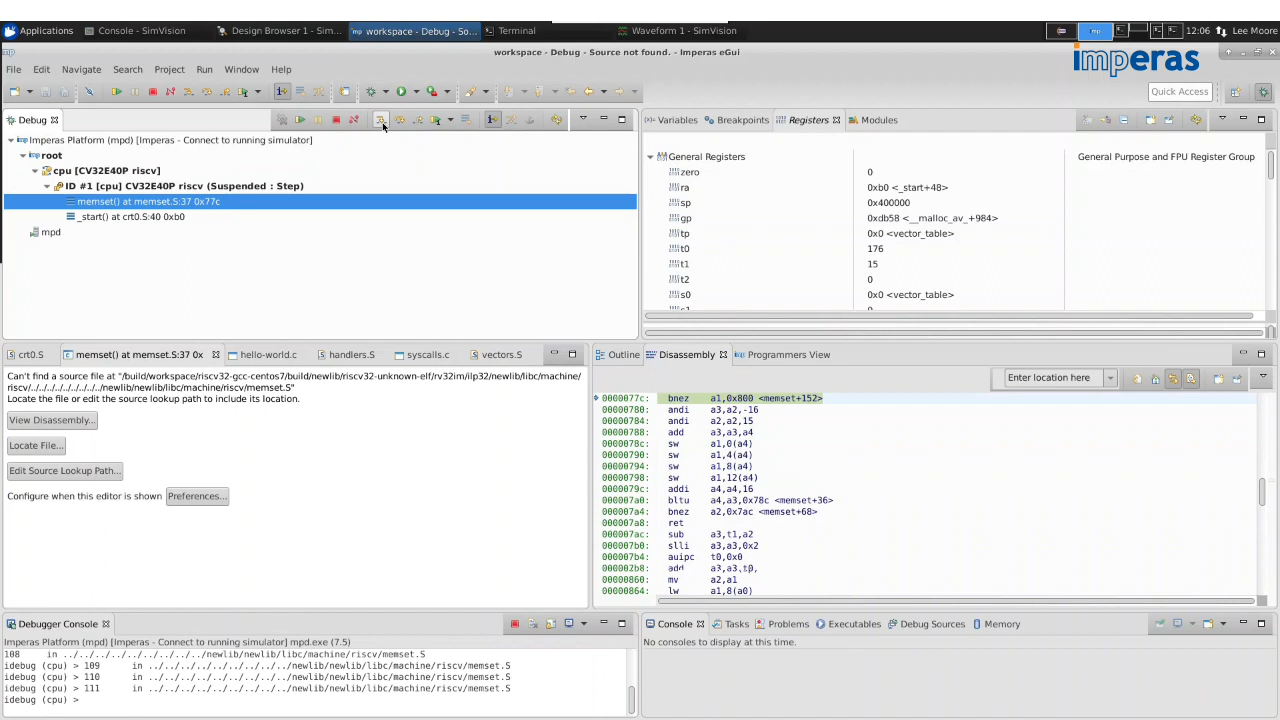 Applications
Console - SimVision
Design Browser 1 - Sim...
workspace - Debug - So...
Terminal
Waveform 1 - SimVision
12:06
Lee Moore
workspace - Debug - Source not found. - Imperas eGui
imperas
File Edit Navigate Search Project Run Window Help
Quick Access
Debug
Imperas Platform (mpd) [Imperas - Connect to running simulator]
root
cpu [CV32E40P riscv]
ID #1 [cpu] CV32E40P riscv (Suspended : Step)
memset() at memset.S:37 0x77c
_start() at crt0.S:40 0xb0
mpd
Variables Breakpoints Registers Modules
General Registers General Purpose and FPU Register Group
zero 0
ra 0xb0 <_start+48>
sp 0x400000
gp 0xdb58 <__malloc_av_+984>
tp 0x0 <vector_table>
t0 176
t1 15
t2 0
s0 0x0 <vector_table>
crt0.S
memset() at memset.S:37 0x
hello-world.c
handlers.S
syscalls.c
vectors.S
Can't find a source file at "/build/workspace/riscv32-gcc-centos7/build/newlib/riscv32-unknown-elf/rv32im/ilp32/newlib/libc/machine/
riscv/../../../../../../../../../newlib/libc/machine/riscv/memset.S"
Locate the file or edit the source lookup path to include its location.
View Disassembly...
Locate File...
Edit Source Lookup Path...
Configure when this editor is shown Preferences...
Outline Disassembly Programmers View
Enter location here
0000077c: bnez a1,0x800 <memset+152>
00000780: andi a3,a2,-16
00000784: andi a2,a2,15
00000788: add a3,a3,a4
0000078c: sw a1,0(a4)
00000790: sw a1,4(a4)
00000794: sw a1,8(a4)
00000798: sw a1,12(a4)
0000079c: addi a4,a4,16
000007a0: bltu a4,a3,0x78c <memset+36>
000007a4: bnez a2,0x7ac <memset+68>
000007a8: ret
000007ac: sub a3,t1,a2
000007b0: slli a3,a3,0x2
000007b4: auipc t0,0x0
000002b8: add a3,a3,t0,
00000860: mv a2,a1
00000864: lw a1,8(a0)
Debugger Console
Imperas Platform (mpd) [Imperas - Connect to running simulator] mpd.exe (7.5)
108 in ../../../../../../../../../newlib/libc/machine/riscv/memset.S
idebug (cpu) > 109 in ../../../../../../../../../newlib/libc/machine/riscv/memset.S
idebug (cpu) > 110 in ../../../../../../../../../newlib/libc/machine/riscv/memset.S
idebug (cpu) > 111 in ../../../../../../../../../newlib/libc/machine/riscv/memset.S
idebug (cpu) >
Console Tasks Problems Executables Debug Sources Memory
No consoles to display at this time.